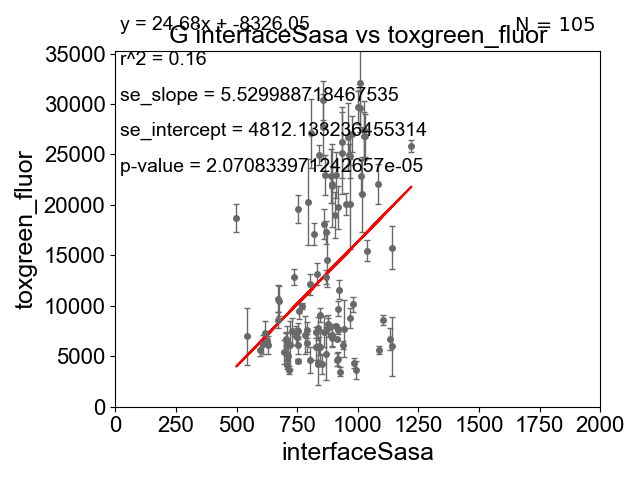 y = 24.68x + -8326.05
N = 105
G interfaceSasa vs toxgreen_fluor
r^2 = 0.16
se_slope = 5.529988718467535
se_intercept = 4812.133236455314
p-value = 2.070833971242657e-05
35000
30000
25000
20000
15000
10000
5000
0
toxgreen_fluor
0 250 500 750 1000 1250 1500 1750 2000
interfaceSasa